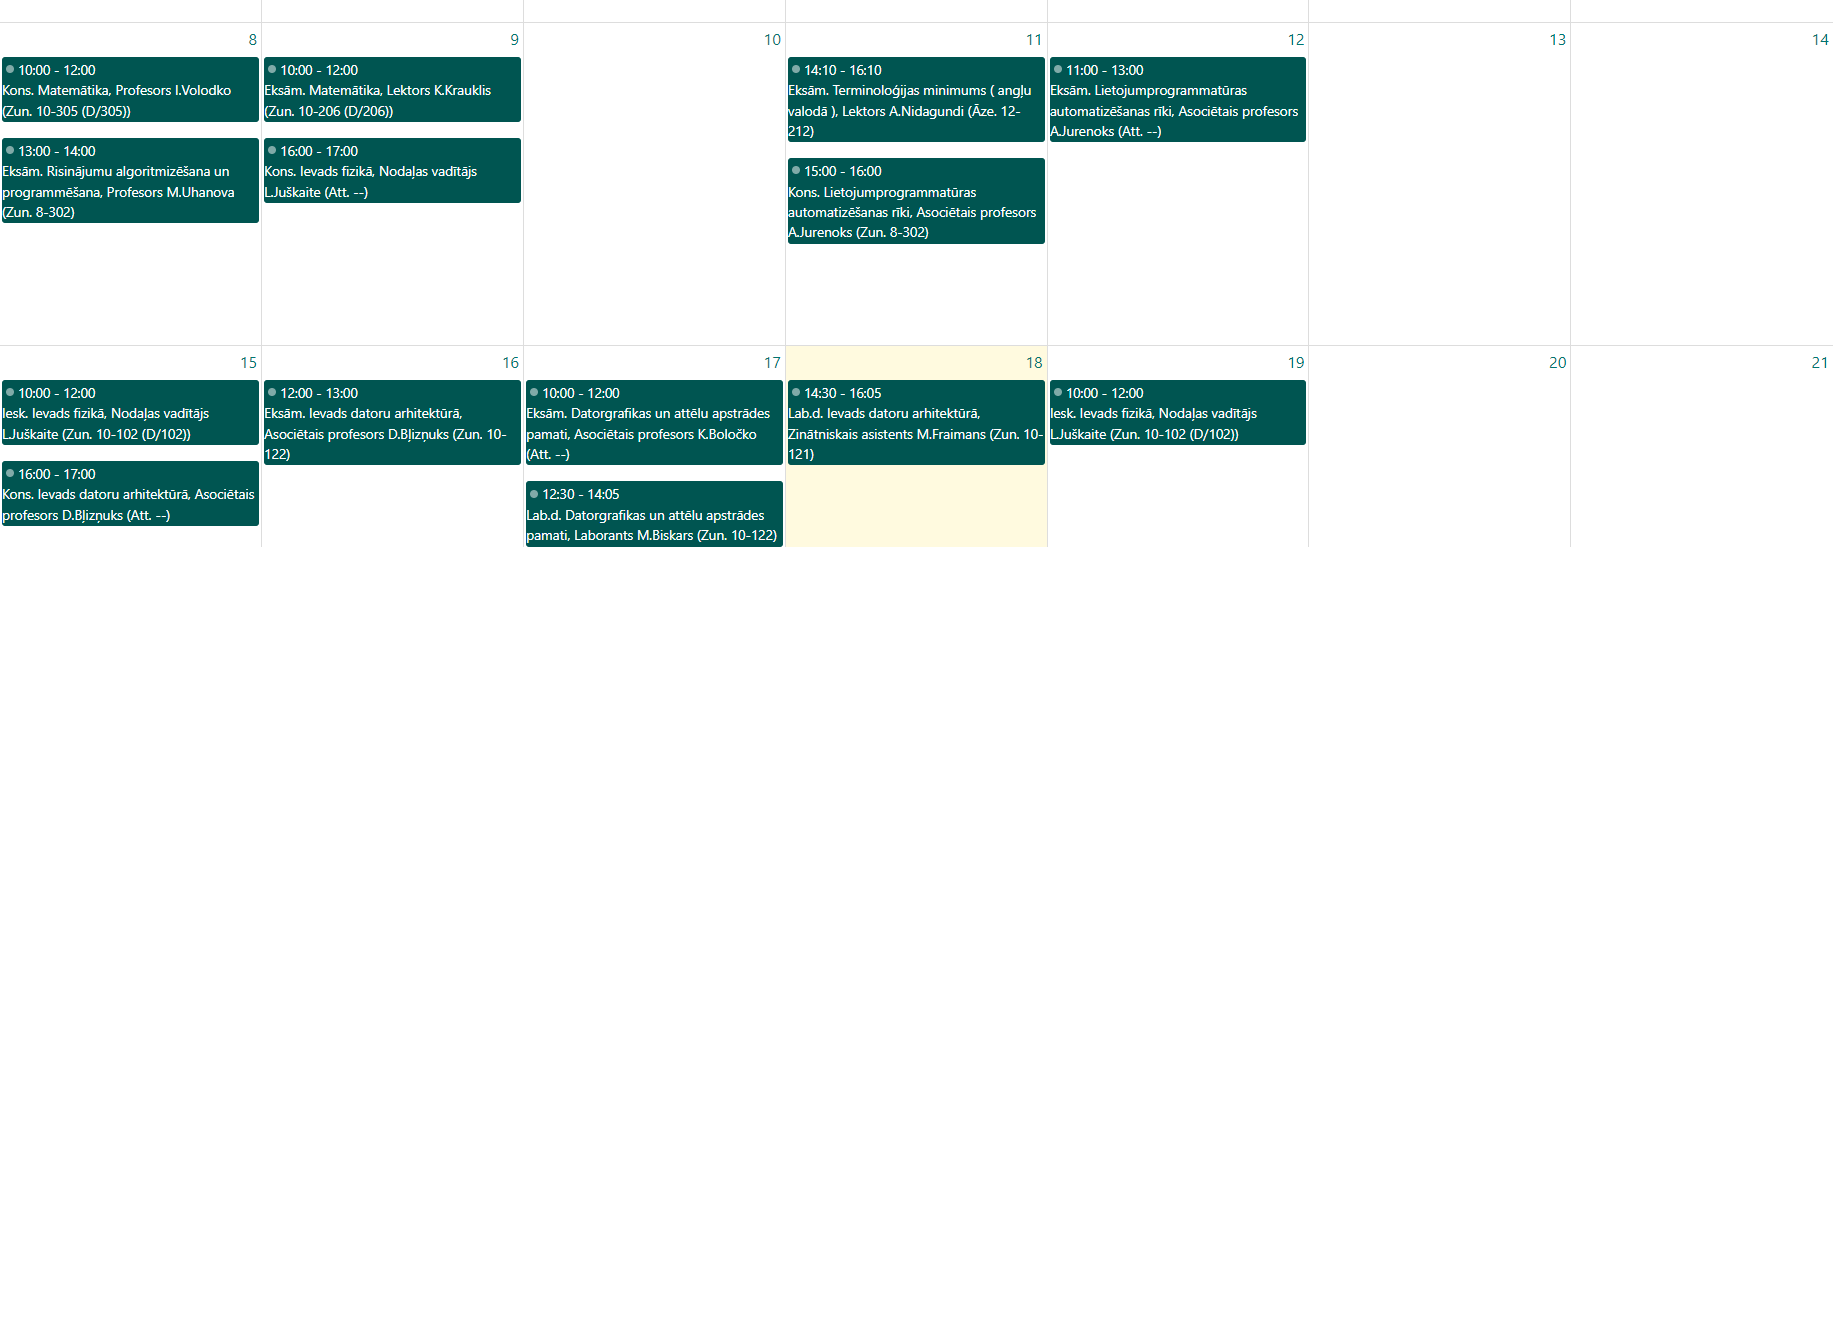 8
10:00 - 12:00
Kons. Matemātika, Profesors I.Volodko
(Zun. 10-305 (D/305))
13:00 - 14:00
Eksām. Risinājumu algoritmizēšana un
programmēšana, Profesors M.Uhanova
(Zun. 8-302)
9
10:00 - 12:00
Eksām. Matemātika, Lektors K.Krauklis
(Zun. 10-206 (D/206))
16:00 - 17:00
Kons. Ievads fizikā, Nodaļas vadītājs
L.Juškaite (Att. --)
10
11
14:10 - 16:10
Eksām. Terminoloģijas minimums ( angļu
valodā ), Lektors A.Nidagundi (Āze. 12-
212)
15:00 - 16:00
Kons. Lietojumprogrammatūras
automatizēšanas rīki, Asociētais profesors
A.Jurenoks (Zun. 8-302)
12
11:00 - 13:00
Eksām. Lietojumprogrammatūras
automatizēšanas rīki, Asociētais profesors
A.Jurenoks (Att. --)
13
14
15
10:00 - 12:00
Iesk. Ievads fizikā, Nodaļas vadītājs
L.Juškaite (Zun. 10-102 (D/102))
16:00 - 17:00
Kons. Ievads datoru arhitektūrā, Asociētais
profesors D.Bļizņuks (Att. --)
16
12:00 - 13:00
Eksām. Ievads datoru arhitektūrā,
Asociētais profesors D.Bļizņuks (Zun. 10-
122)
17
10:00 - 12:00
Eksām. Datorgrafikas un attēlu apstrādes
pamati, Asociētais profesors K.Boločko
(Att. --)
12:30 - 14:05
Lab.d. Datorgrafikas un attēlu apstrādes
pamati, Laborants M.Biskars (Zun. 10-122)
18
14:30 - 16:05
Lab.d. Ievads datoru arhitektūrā,
Zinātniskais asistents M.Fraimans (Zun. 10-
121)
19
10:00 - 12:00
Iesk. Ievads fizikā, Nodaļas vadītājs
L.Juškaite (Zun. 10-102 (D/102))
20
21